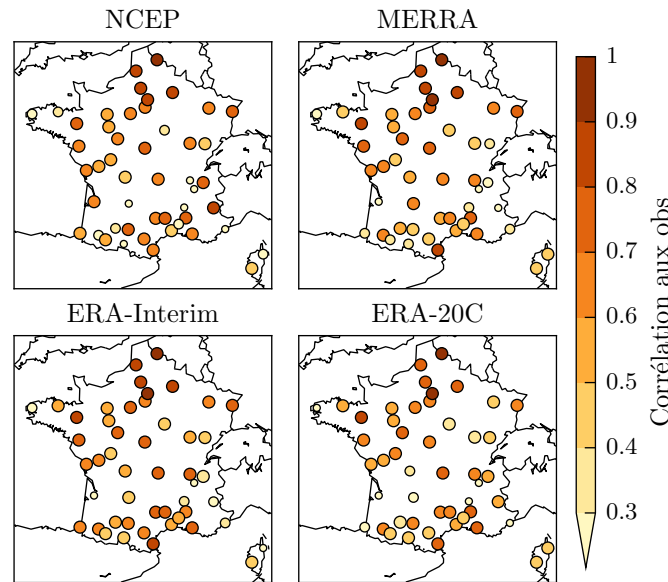 NCEP
MERRA
ERA-Interim
ERA-20C
1
0.9
0.8
0.7
0.6
0.5
0.4
0.3
Corrélation aux obs